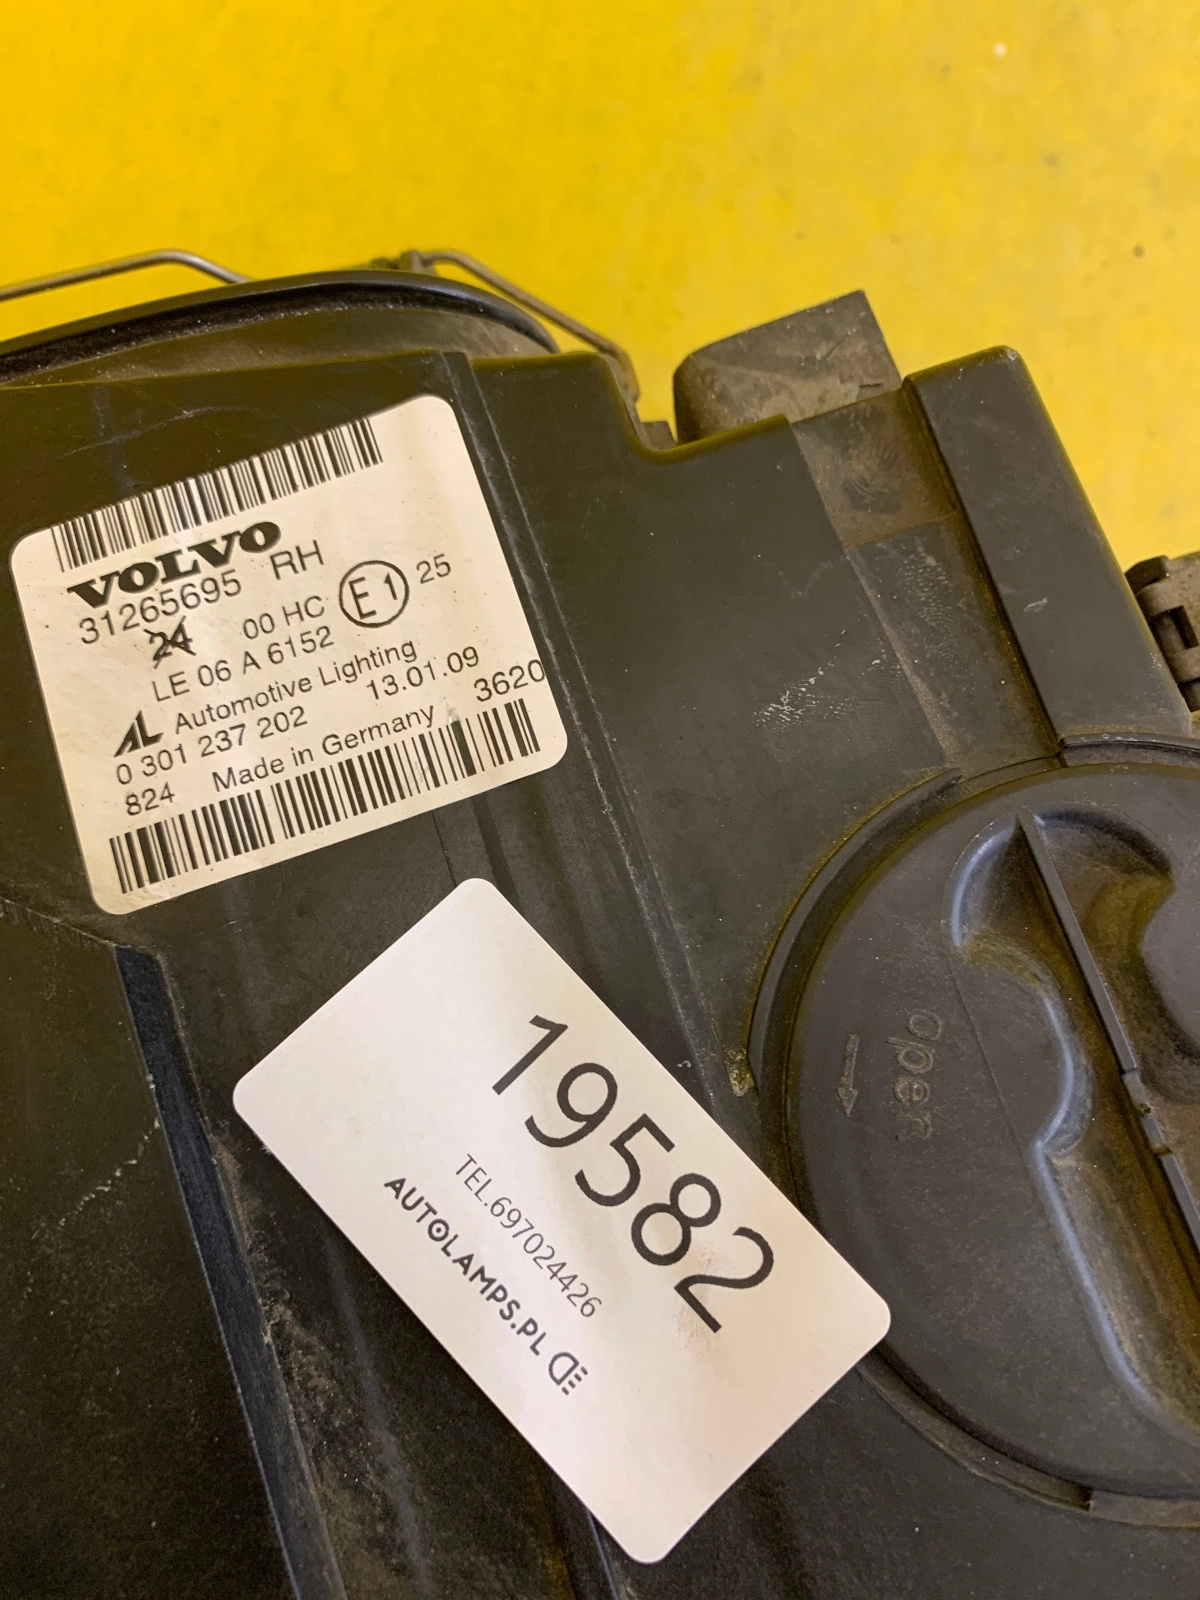 VOLVO
31265695 RH
24 00 HC E1 25
LE 06 A 6152
AL Automotive Lighting
0 301 237 202 13.01.09
824 Made in Germany 3620
19582
TEL.697024426
AUTOLAMPS.PL
open